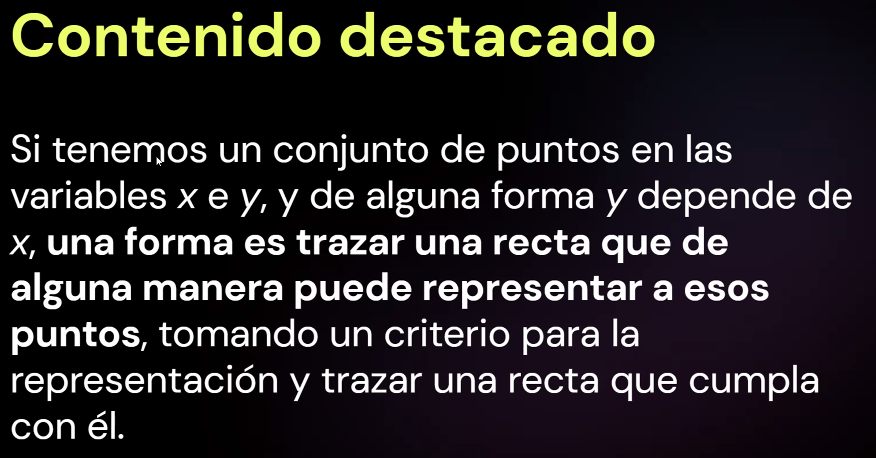 Contenido destacado
Si tenemos un conjunto de puntos en las
variables x e y, y de alguna forma y depende de
x, una forma es trazar una recta que de
alguna manera puede representar a esos
puntos, tomando un criterio para la
representación y trazar una recta que cumpla
con él.